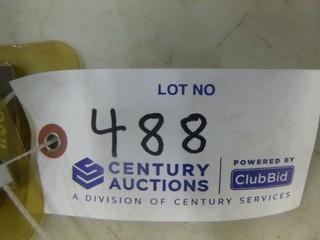 LOT NO
488
CENTURY AUCTIONS
POWERED BY
ClubBid
A DIVISION OF CENTURY SERVICES